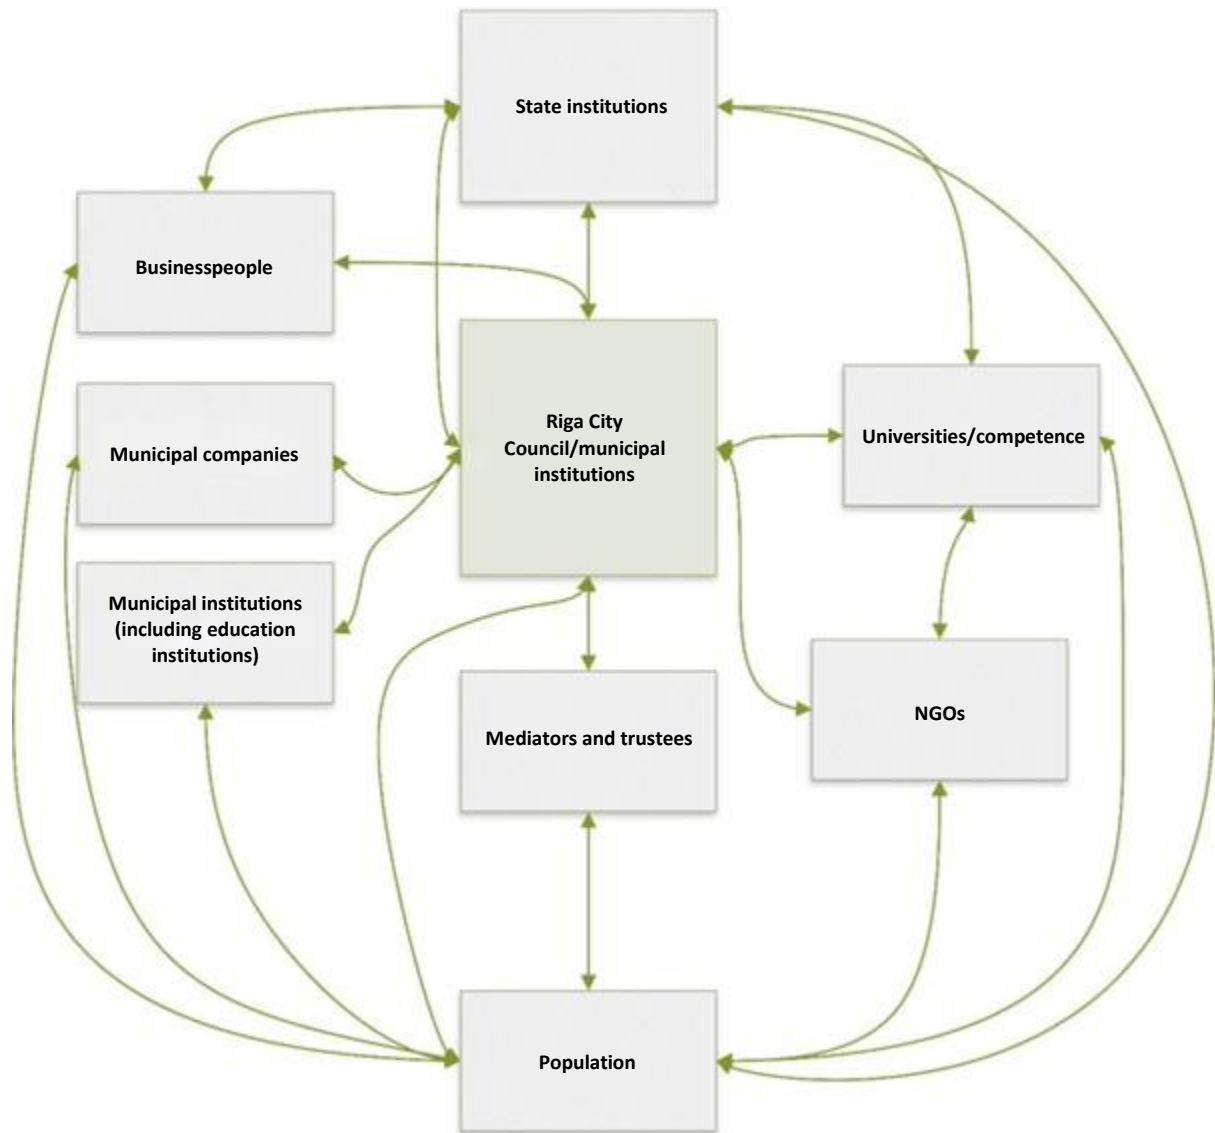 State institutions
Businesspeople
Riga City
Council/municipal
institutions
Universities/competence
Municipal companies
Municipal institutions
(including education
institutions)
NGOs
Mediators and trustees
Population